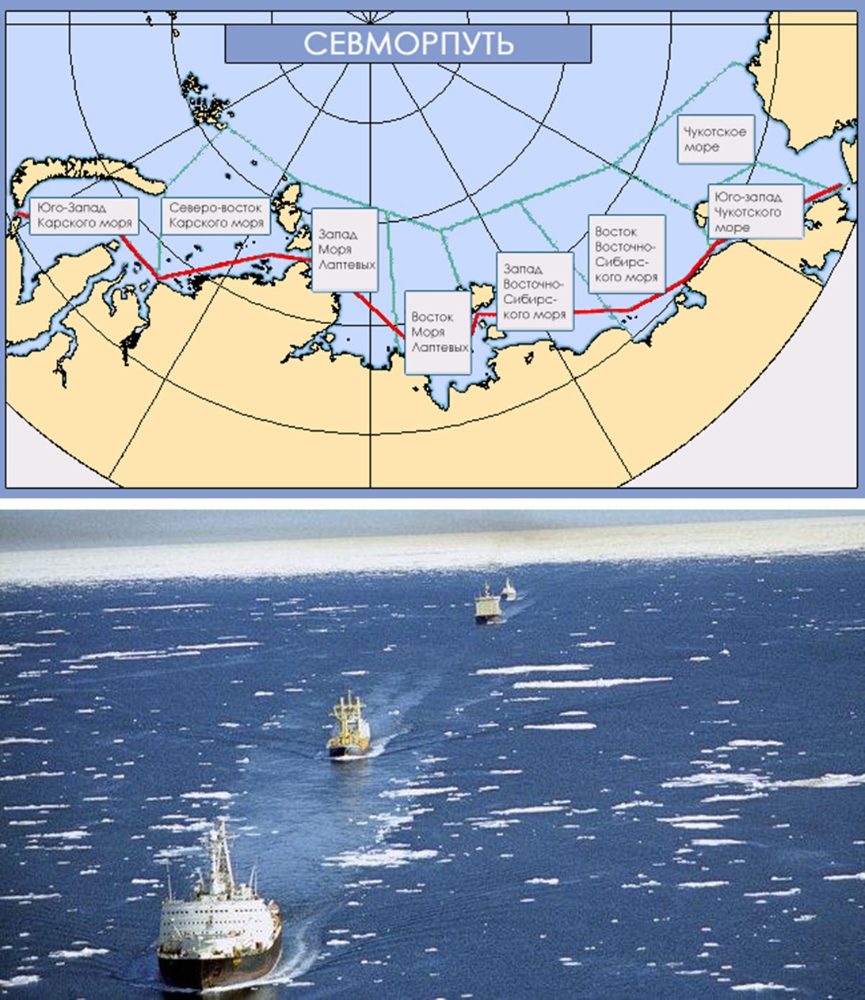 СЕВМОРПУТЬ
Чукотское
море
Юго-Запад
Карского моря
Северо-восток
Карского моря
Запад
Моря
Лаптевых
Восток
Моря
Лаптевых
Запад
Восточно-
Сибирс-
кого моря
Восток
Восточно-
Сибирс-
кого моря
Юго-запад
Чукотского
море